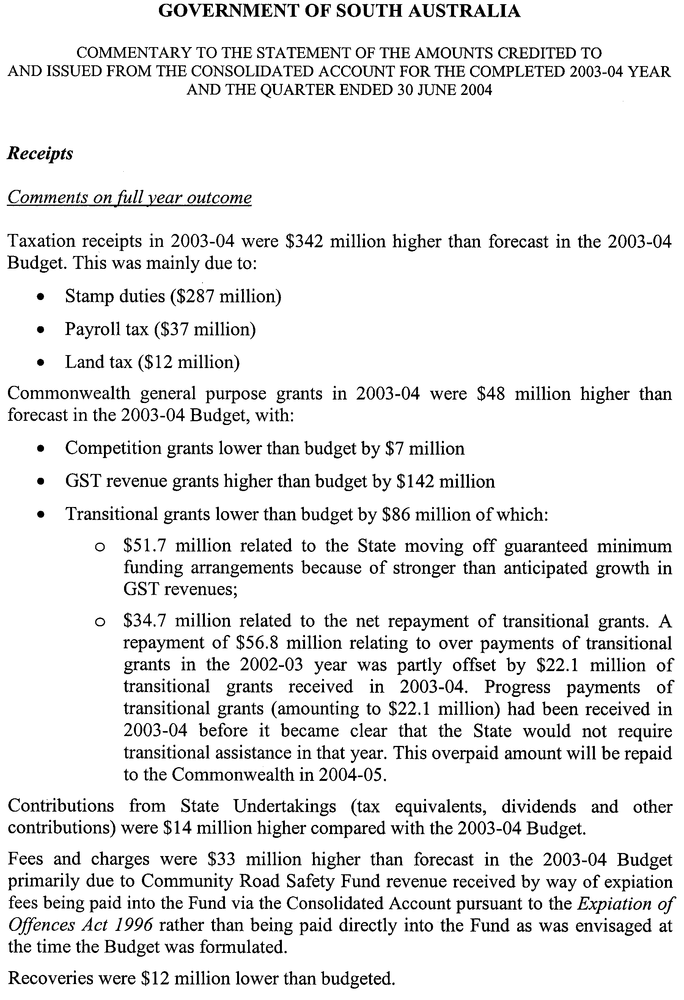 GOVERNMENT OF SOUTH AUSTRALIA
COMMENTARY TO THE STATEMENT OF THE AMOUNTS CREDITED TO
AND ISSUED FROM THE CONSOLIDATED ACCOUNT FOR THE COMPLETED 2003-04 YEAR
AND THE QUARTER ENDED 30 JUNE 2004
Receipts
Comments on full year outcome
Taxation receipts in 2003-04 were $342 million higher than forecast in the 2003-04
Budget. This was mainly due to:
• Stamp duties ($287 million)
• Payroll tax ($37 million)
• Land tax ($12 million)
Commonwealth general purpose grants in 2003-04 were $48 million higher than
forecast in the 2003-04 Budget, with:
• Competition grants lower than budget by $7 million
• GST revenue grants higher than budget by $142 million
• Transitional grants lower than budget by $86 million of which:
o $51.7 million related to the State moving off guaranteed minimum
funding arrangements because of stronger than anticipated growth in
GST revenues;
o $34.7 million related to the net repayment of transitional grants. A
repayment of $56.8 million relating to over payments of transitional
grants in the 2002-03 year was partly offset by $22.1 million of
transitional grants received in 2003-04. Progress payments of
transitional grants (amounting to $22.1 million) had been received in
2003-04 before it became clear that the State would not require
transitional assistance in that year. This overpaid amount will be repaid
to the Commonwealth in 2004-05.
Contributions from State Undertakings (tax equivalents, dividends and other
contributions) were $14 million higher compared with the 2003-04 Budget.
Fees and charges were $33 million higher than forecast in the 2003-04 Budget
primarily due to Community Road Safety Fund revenue received by way of expiation
fees being paid into the Fund via the Consolidated Account pursuant to the Expiation of
Offences Act 1996 rather than being paid directly into the Fund as was envisaged at
the time the Budget was formulated.
Recoveries were $12 million lower than budgeted.